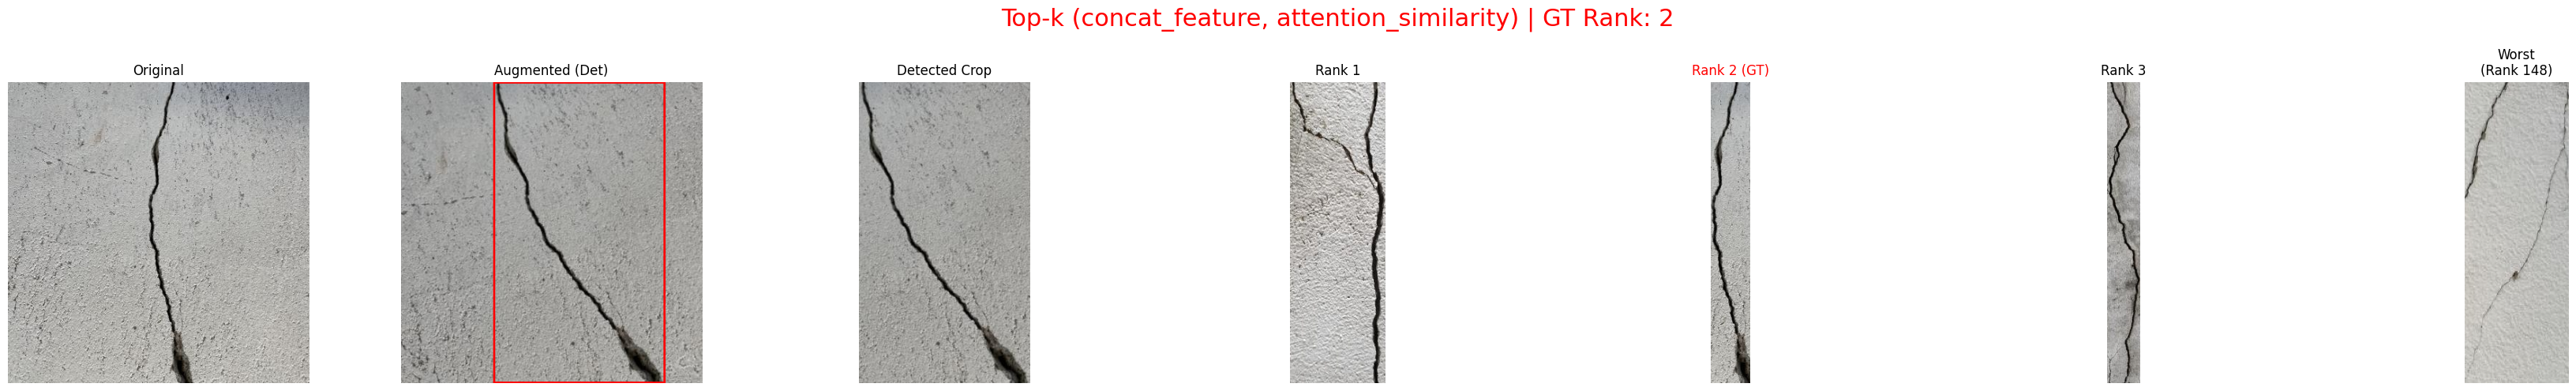 Top-k (concat_feature, attention_similarity) | GT Rank: 2
Original
Augmented (Det)
Detected Crop
Rank 1
Rank 2 (GT)
Rank 3
Worst
(Rank 148)